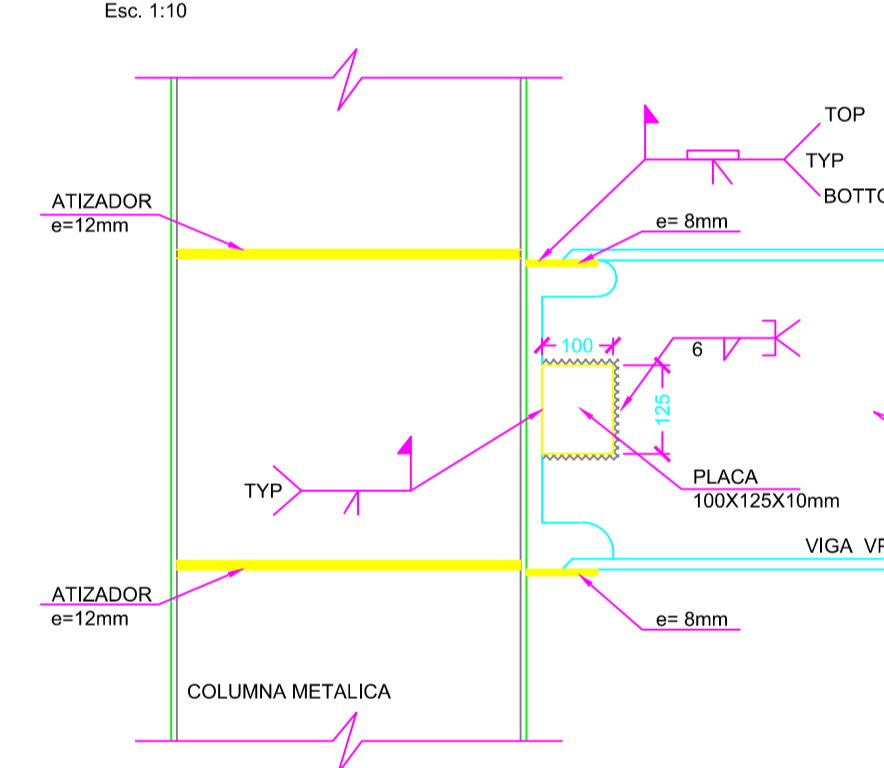 Esc. 1:10
TOP
TYP
ATIZADOR
e=12mm
e= 8mm
100
6
125
TYP
PLACA
100X125X10mm
VIGA
ATIZADOR
e=12mm
e= 8mm
COLUMNA METALICA